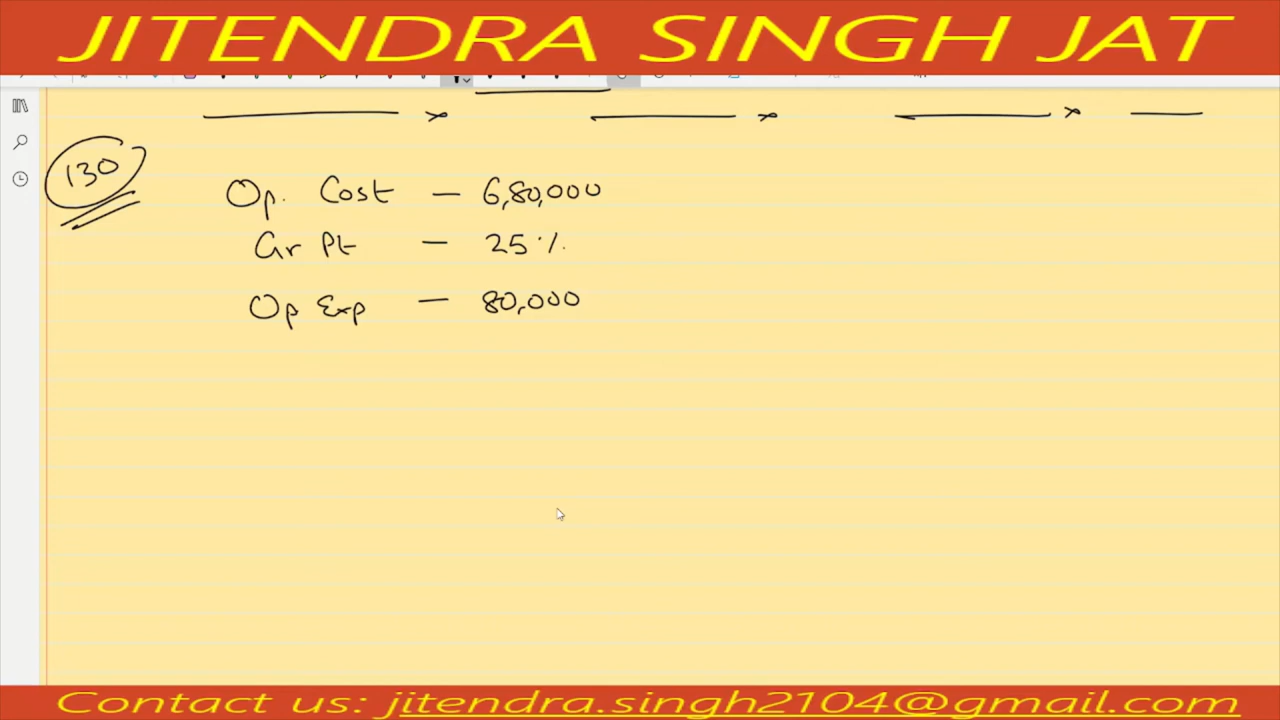 JITENDRA SINGH JAT
130
Op. Cost — 6,80,000
Gr Pt — 25%
Op Exp — 80,000
Contact us: jitendra.singh2104@gmail.com